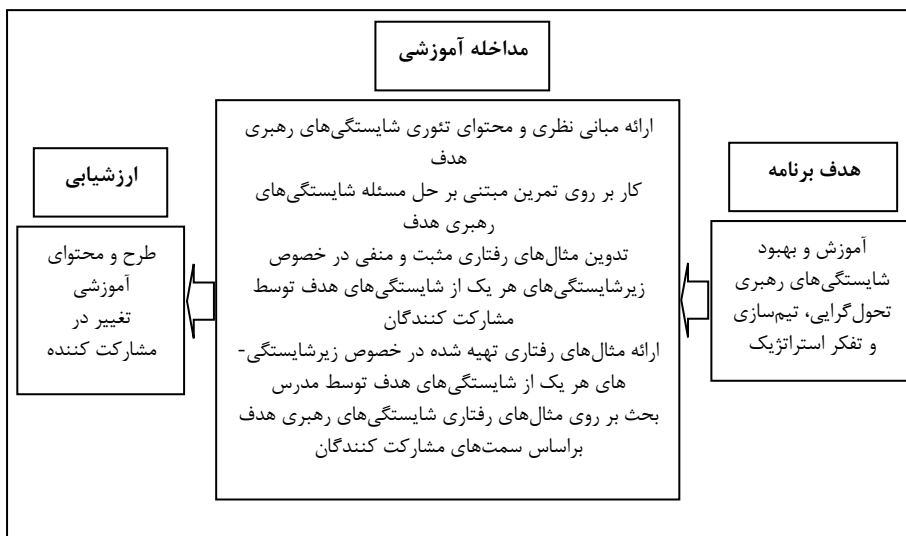 مداخله آموزشی
هدف برنامه
آموزش و بهبود
شایستگی‌های رهبری
تحول‌گرایی، تیم‌سازی
و تفکر استراتژیک
ارائه مبانی نظری و محتوای تئوری شایستگی‌های رهبری
هدف
کار بر روی تمرین مبتنی بر حل مسئله شایستگی‌های
رهبری هدف
تدوین مثال‌های رفتاری مثبت و منفی در خصوص
زیرشایستگی‌های هر یک از شایستگی‌های هدف توسط
مشارکت کنندگان
ارائه مثال‌های رفتاری تهیه شده در خصوص زیرشایستگی-
های هر یک از شایستگی‌های هدف توسط مدرس
بحث بر روی مثال‌های رفتاری شایستگی‌های رهبری هدف
براساس سمت‌های مشارکت کنندگان
ارزشیابی
طرح و محتوای
آموزشی
تغییر در
مشارکت کننده